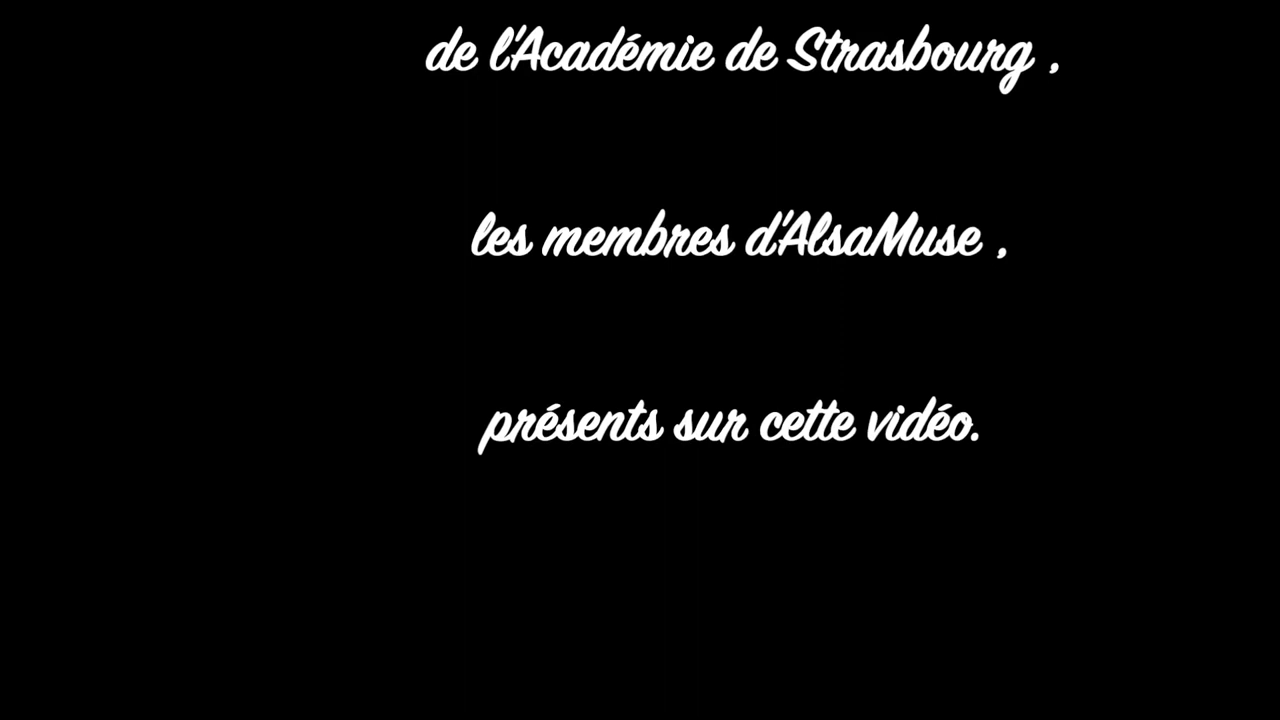 de l'Académie de Strasbourg ,
les membres d'AlsaMuse ,
présents sur cette vidéo.